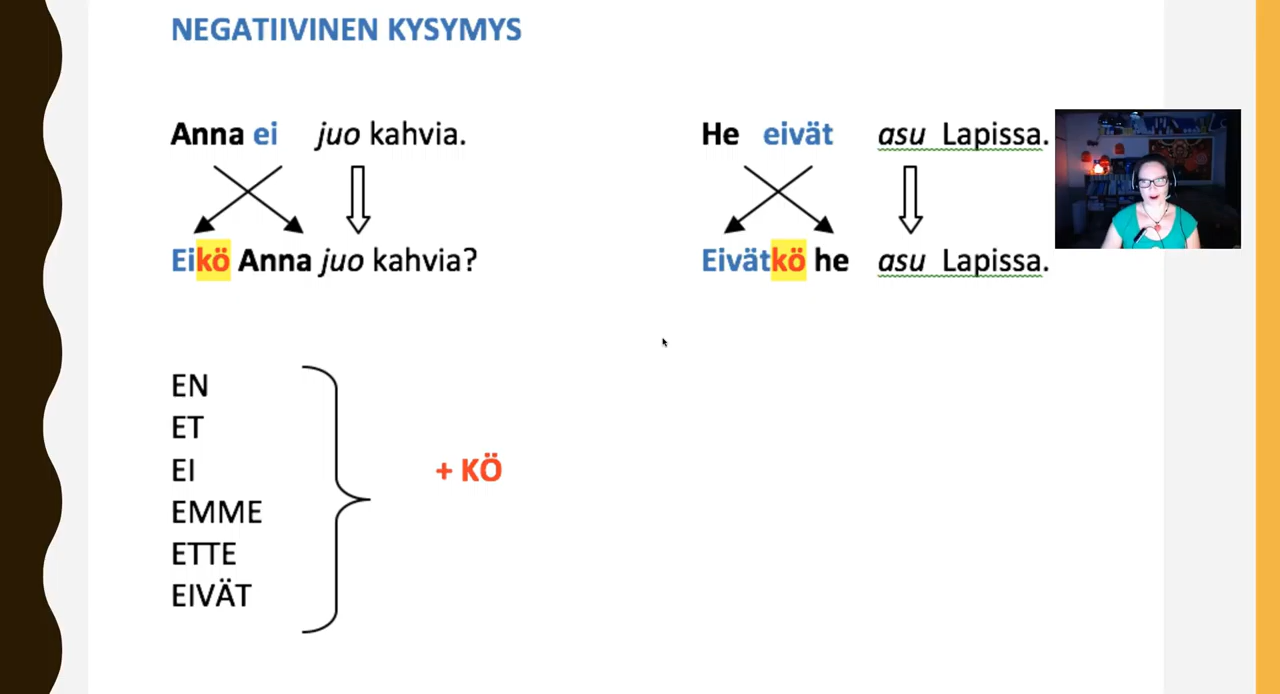 NEGATIIVINEN KYSYMYS
Anna ei juo kahvia.
He eivät asu Lapissa.
Eikö Anna juo kahvia?
Eivätkö he asu Lapissa.
EN
ET
EI
+ KÖ
EMME
ETTE
EIVÄT